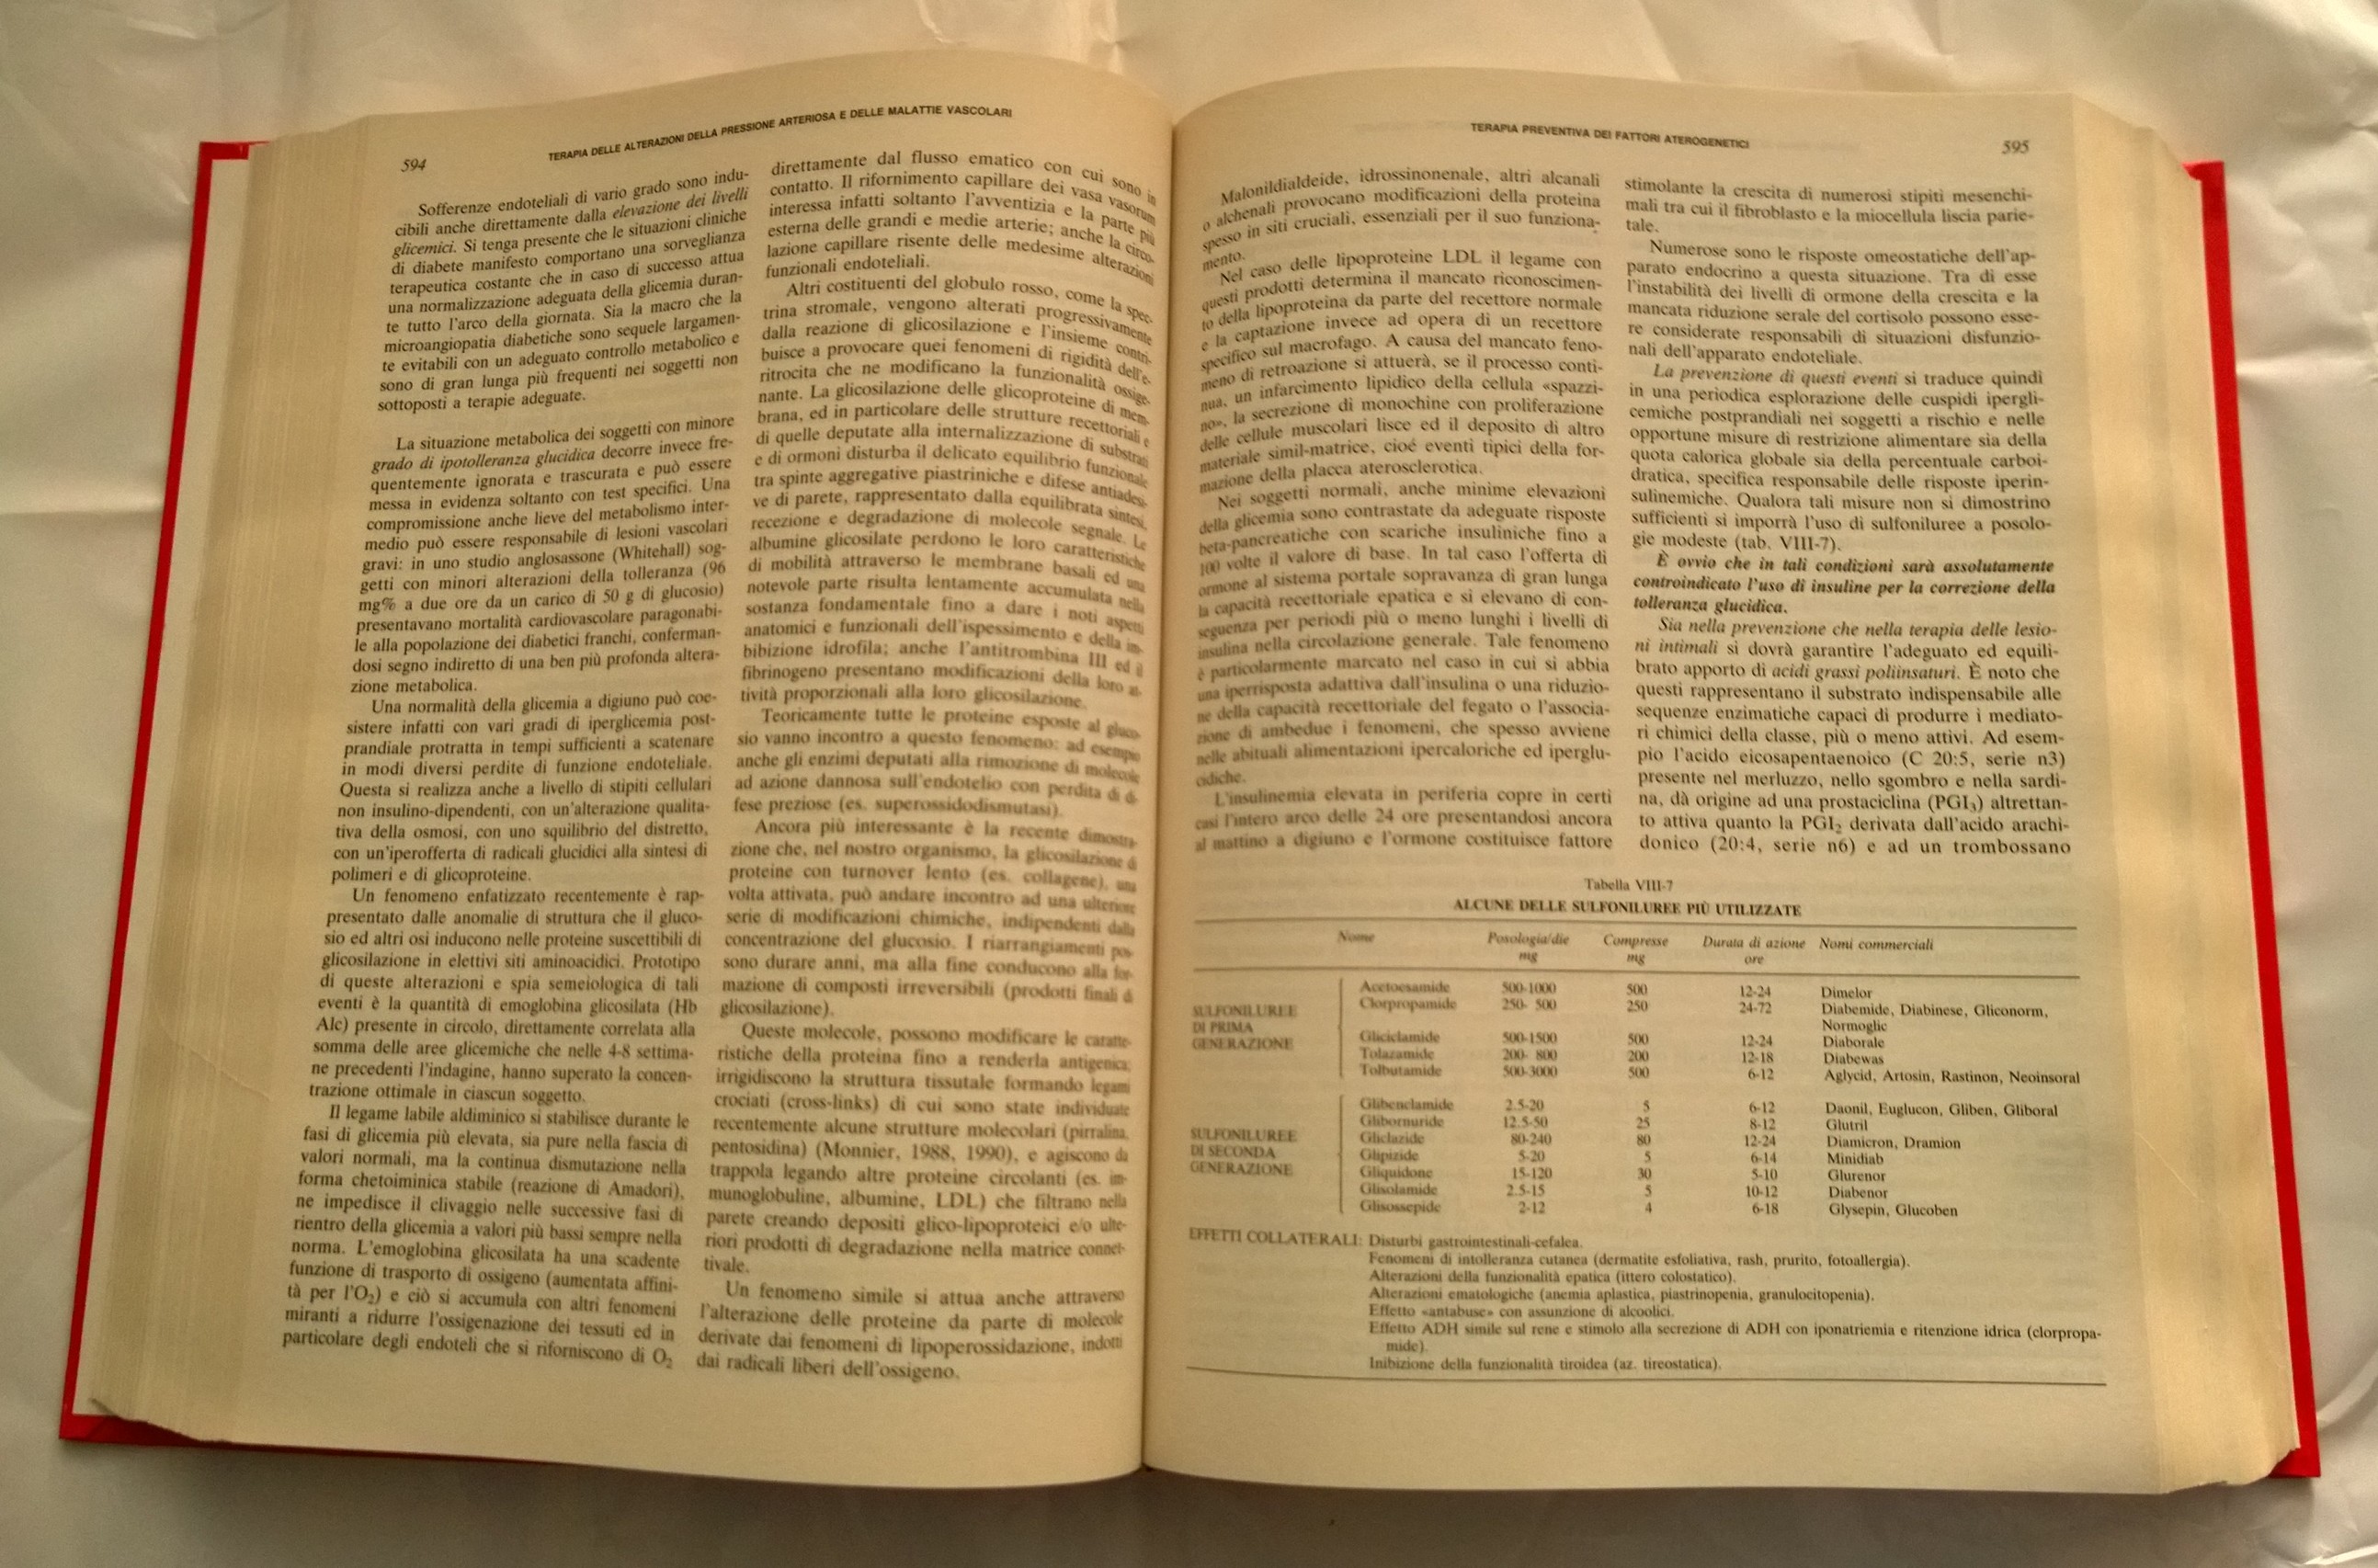 594
TERAPIA DELLE ALTERAZIONI DELLA PRESSIONE ARTERIOSA E DELLE MALATTIE VASCOLARI
Sofferenze endoteliali di vario grado sono indu-
cibili anche direttamente dalla elevazione dei livelli
glicemici. Si tenga presente che le situazioni cliniche
di diabete manifesto comportano una sorveglianza
terapeutica costante che in caso di successo attua
una normalizzazione adeguata della glicemia duran-
te tutto l'arco della giornata. Sia la macro che la
microangiopatia diabetiche sono sequele largamen-
te evitabili con un adeguato controllo metabolico e
sono di gran lunga più frequenti nei soggetti non
sottoposti a terapie adeguate.
La situazione metabolica dei soggetti con minore
grado di ipotolleranza glucidica decorre invece fre-
quentemente ignorata e trascurata e può essere
messa in evidenza soltanto con test specifici. Una
compromissione anche lieve del metabolismo inter-
medio può essere responsabile di lesioni vascolari
gravi: in uno studio anglosassone (Whitehall) sog-
getti con minori alterazioni della tolleranza (96
mg% a due ore da un carico di 50 g di glucosio)
presentavano mortalità cardiovascolare paragonabi-
le alla popolazione dei diabetici franchi, conferman-
dosi segno indiretto di una ben più profonda altera-
zione metabolica.
Una normalità della glicemia a digiuno può coe-
sistere infatti con vari gradi di iperglicemia post-
prandiale protratta in tempi sufficienti a scatenare
in modi diversi perdite di funzione endoteliale.
Questa si realizza anche a livello di stipiti cellulari
non insulino-dipendenti, con un'alterazione qualita-
tiva della osmosi, con uno squilibrio del distretto,
con un'iperofferta di radicali glucidici alla sintesi di
polimeri e di glicoproteine.
Un fenomeno enfatizzato recentemente è rap-
presentato dalle anomalie di struttura che il gluco-
sio ed altri osi inducono nelle proteine suscettibili di
glicosilazione in elettivi siti aminoacidici. Prototipo
di queste alterazioni e spia semeiologica di tali
eventi è la quantità di emoglobina glicosilata (Hb
Alc) presente in circolo, direttamente correlata alla
somma delle aree glicemiche che nelle 4-8 settima-
ne precedenti l'indagine, hanno superato la concen-
trazione ottimale in ciascun soggetto.
Il legame labile aldiminico si stabilisce durante le
fasi di glicemia più elevata, sia pure nella fascia di
valori normali, ma la continua dismutazione nella
forma chetoiminica stabile (reazione di Amadori),
ne impedisce il clivaggio nelle successive fasi di
rientro della glicemia a valori più bassi sempre nella
norma. L'emoglobina glicosilata ha una scadente
funzione di trasporto di ossigeno (aumentata affini-
tà per l'O₂) e ciò si accumula con altri fenomeni
miranti a ridurre l'ossigenazione dei tessuti ed in
particolare degli endoteli che si riforniscono di O₂
direttamente dal flusso ematico con cui sono in
contatto. Il rifornimento capillare dei vasa vasorum
interessa infatti soltanto l'avventizia e la parte più
esterna delle grandi e medie arterie; anche la circo-
lazione capillare risente delle medesime alterazioni
funzionali endoteliali.
Altri costituenti del globulo rosso, come la spec-
trina stromale, vengono alterati progressivamente
dalla reazione di glicosilazione e l'insieme contri-
buisce a provocare quei fenomeni di rigidità dell'e-
ritrocita che ne modificano la funzionalità ossige-
nante. La glicosilazione delle glicoproteine di mem-
brana, ed in particolare delle strutture recettoriali e
di quelle deputate alla internalizzazione di substrati
e di ormoni disturba il delicato equilibrio funzionale
tra spinte aggregative piastriniche e difese antiadesi-
ve di parete, rappresentato dalla equilibrata sintesi,
recezione e degradazione di molecole segnale. Le
albumine glicosilate perdono le loro caratteristiche
di mobilità attraverso le membrane basali ed una
notevole parte risulta lentamente accumulata nella
sostanza fondamentale fino a dare i noti aspetti
anatomici e funzionali dell'ispessimento e della im-
bibizione idrofila; anche l'antitrombina III ed il
fibrinogeno presentano modificazioni della loro at-
tività proporzionali alla loro glicosilazione.
Teoricamente tutte le proteine esposte al gluco-
sio vanno incontro a questo fenomeno: ad esempio
anche gli enzimi deputati alla rimozione di molecole
ad azione dannosa sull'endotelio con perdita di di-
fese preziose (es. superossidodismutasi).
Ancora più interessante è la recente dimostra-
zione che, nel nostro organismo, la glicosilazione di
proteine con turnover lento (es. collagene), una
volta attivata, può andare incontro ad una ulteriore
serie di modificazioni chimiche, indipendenti dalla
concentrazione del glucosio. I riarrangiamenti pos-
sono durare anni, ma alla fine conducono alla for-
mazione di composti irreversibili (prodotti finali di
glicosilazione).
Queste molecole, possono modificare le caratte-
ristiche della proteina fino a renderla antigenica;
irrigidiscono la struttura tissutale formando legami
crociati (cross-links) di cui sono state individuate
recentemente alcune strutture molecolari (pirralina,
pentosidina) (Monnier, 1988, 1990), e agiscono da
trappola legando altre proteine circolanti (es. im-
munoglobuline, albumine, LDL) che filtrano nella
parete creando depositi glico-lipoproteici e/o ulte-
riori prodotti di degradazione nella matrice connet-
tivale.
Un fenomeno simile si attua anche attraverso
l'alterazione delle proteine da parte di molecole
derivate dai fenomeni di lipoperossidazione, indotti
dai radicali liberi dell'ossigeno.
TERAPIA PREVENTIVA DEI FATTORI ATEROGENETICI
595
Malonildialdeide, idrossinonenale, altri alcanali
o alchenali provocano modificazioni della proteina
spesso in siti cruciali, essenziali per il suo funziona-
mento.
Nel caso delle lipoproteine LDL il legame con
questi prodotti determina il mancato riconoscimen-
to della lipoproteina da parte del recettore normale
e la captazione invece ad opera di un recettore
specifico sul macrofago. A causa del mancato feno-
meno di retroazione si attuerà, se il processo conti-
nua, un infarcimento lipidico della cellula «spazzi-
no», la secrezione di monochine con proliferazione
delle cellule muscolari lisce ed il deposito di altro
materiale simil-matrice, cioé eventi tipici della for-
mazione della placca aterosclerotica.
Nei soggetti normali, anche minime elevazioni
della glicemia sono contrastate da adeguate risposte
beta-pancreatiche con scariche insuliniche fino a
100 volte il valore di base. In tal caso l'offerta di
ormone al sistema portale sopravanza di gran lunga
la capacità recettoriale epatica e si elevano di con-
seguenza per periodi più o meno lunghi i livelli di
insulina nella circolazione generale. Tale fenomeno
è particolarmente marcato nel caso in cui si abbia
una iperrisposta adattiva dall'insulina o una riduzio-
ne della capacità recettoriale del fegato o l'associa-
zione di ambedue i fenomeni, che spesso avviene
nelle abituali alimentazioni ipercaloriche ed iperglu-
cidiche.
L'insulinemia elevata in periferia copre in certi
casi l'intero arco delle 24 ore presentandosi ancora
al mattino a digiuno e l'ormone costituisce fattore
stimolante la crescita di numerosi stipiti mesenchi-
mali tra cui il fibroblasto e la miocellula liscia parie-
tale.
Numerose sono le risposte omeostatiche dell'ap-
parato endocrino a questa situazione. Tra di esse
l'instabilità dei livelli di ormone della crescita e la
mancata riduzione serale del cortisolo possono esse-
re considerate responsabili di situazioni disfunzio-
nali dell'apparato endoteliale.
La prevenzione di questi eventi si traduce quindi
in una periodica esplorazione delle cuspidi ipergli-
cemiche postprandiali nei soggetti a rischio e nelle
opportune misure di restrizione alimentare sia della
quota calorica globale sia della percentuale carboi-
dratica, specifica responsabile delle risposte iperin-
sulinemiche. Qualora tali misure non si dimostrino
sufficienti si imporrà l'uso di sulfoniluree a posolo-
gie modeste (tab. VIII-7).
È ovvio che in tali condizioni sarà assolutamente
controindicato l'uso di insuline per la correzione della
tolleranza glucidica.
Sia nella prevenzione che nella terapia delle lesio-
ni intimali si dovrà garantire l'adeguato ed equili-
brato apporto di acidi grassi poliinsaturi. È noto che
questi rappresentano il substrato indispensabile alle
sequenze enzimatiche capaci di produrre i mediato-
ri chimici della classe, più o meno attivi. Ad esem-
pio l'acido eicosapentaenoico (C 20:5, serie n3)
presente nel merluzzo, nello sgombro e nella sardi-
na, dà origine ad una prostaciclina (PGI₃) altrettan-
to attiva quanto la PGI₂ derivata dall'acido arachi-
donico (20:4, serie n6) e ad un trombossano
Tabella VIII-7
ALCUNE DELLE SULFONILUREE PIÙ UTILIZZATE
Nome Posologia/die mg Compresse mg Durata di azione ore Nomi commerciali
SULFONILUREE DI PRIMA GENERAZIONE
Acetoesamide 500-1000 500 12-24 Dimelor
Clorpropamide 250- 500 250 24-72 Diabemide, Diabinese, Gliconorm,
Normoglic
Gliciclamide 500-1500 500 12-24 Diaborale
Tolazamide 200- 800 200 12-18 Diabewas
Tolbutamide 500-3000 500 6-12 Aglycid, Artosin, Rastinon, Neoinsoral
SULFONILUREE DI SECONDA GENERAZIONE
Glibenclamide 2.5-20 5 6-12 Daonil, Euglucon, Gliben, Gliboral
Glibornuride 12.5-50 25 8-12 Glutril
Gliclazide 80-240 80 12-24 Diamicron, Dramion
Glipizide 5-20 5 6-14 Minidiab
Gliquidone 15-120 30 5-10 Glurenor
Glisolamide 2.5-15 5 10-12 Diabenor
Glisossepide 2-12 4 6-18 Glysepin, Glucoben
EFFETTI COLLATERALI: Disturbi gastrointestinali-cefalea.
Fenomeni di intolleranza cutanea (dermatite esfoliativa, rash, prurito, fotoallergia).
Alterazioni della funzionalità epatica (ittero colostatico).
Alterazioni ematologiche (anemia aplastica, piastrinopenia, granulocitopenia).
Effetto «antabuse» con assunzione di alcoolici.
Effetto ADH simile sul rene e stimolo alla secrezione di ADH con iponatriemia e ritenzione idrica (clorpropa-
mide).
Inibizione della funzionalità tiroidea (az. tireostatica).